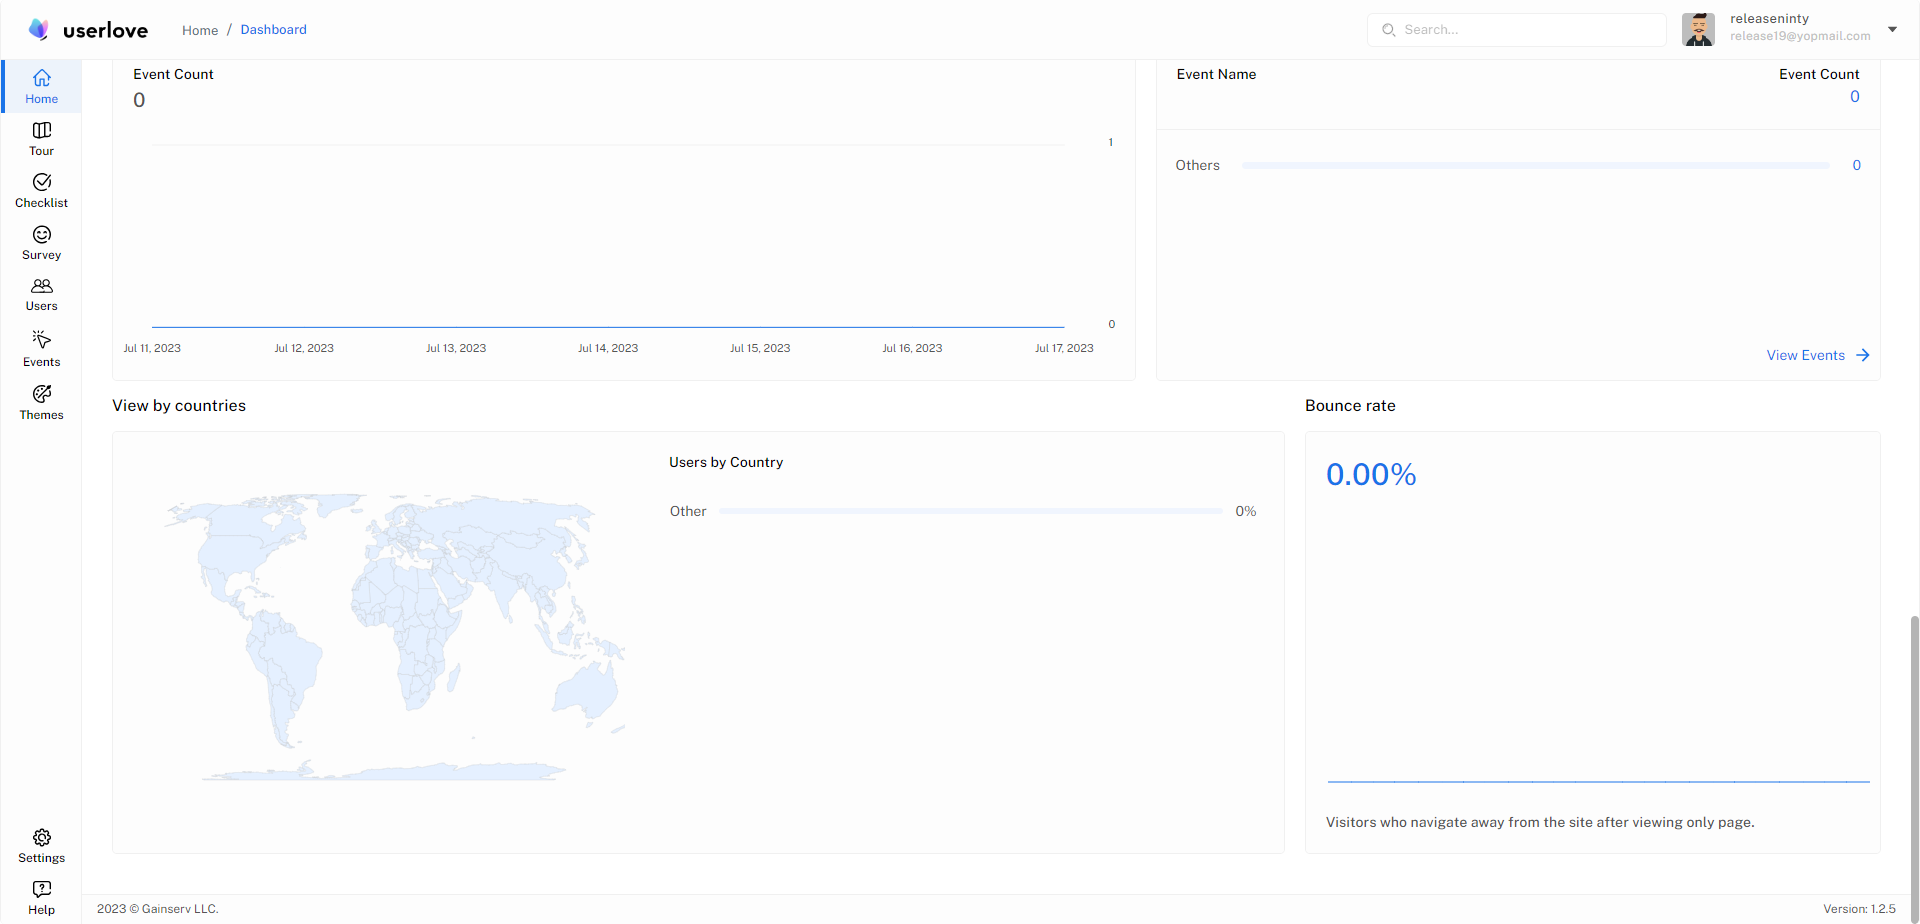 userlove
Home / Dashboard
Search...
releaseninty
release19@yopmail.com
Home
Tour
Checklist
Survey
Users
Events
Themes
Settings
Help
Event Count
0
1
0
Jul 11, 2023 Jul 12, 2023 Jul 13, 2023 Jul 14, 2023 Jul 15, 2023 Jul 16, 2023 Jul 17, 2023
Event Name Event Count
0
Others 0
View Events
View by countries
Users by Country
Other 0%
Bounce rate
0.00%
Visitors who navigate away from the site after viewing only page.
2023 © Gainserv LLC.
Version: 1.2.5